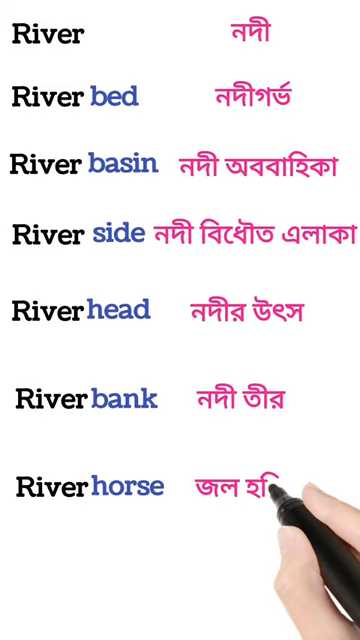 River নদী
River bed নদীগর্ভ
River basin নদী অববাহিকা
River side নদী বিধৌত এলাকা
River head নদীর উৎস
River bank নদী তীর
River horse জল